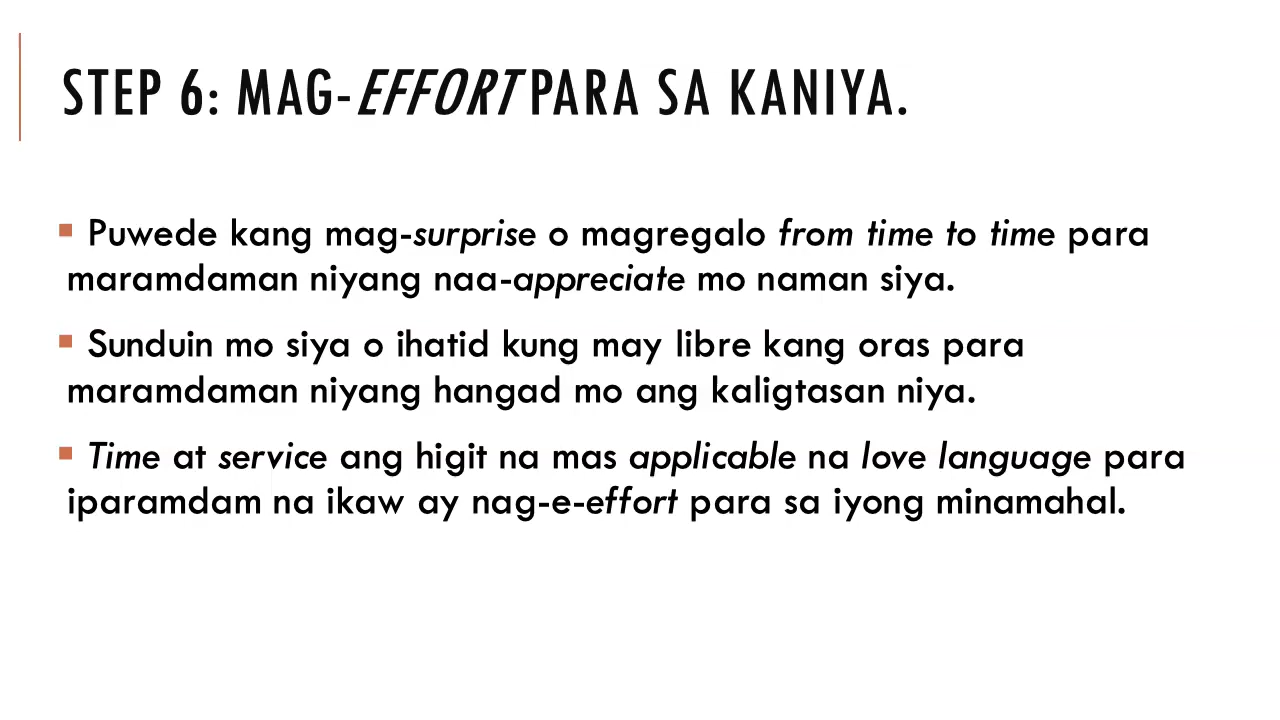 STEP 6: MAG-EFFORT PARA SA KANIYA.
Puwede kang mag-surprise o magregalo from time to time para
maramdaman niyang naa-appreciate mo naman siya.
Sunduin mo siya o ihatid kung may libre kang oras para
maramdaman niyang hangad mo ang kaligtasan niya.
Time at service ang higit na mas applicable na love language para
iparamdam na ikaw ay nag-e-effort para sa iyong minamahal.